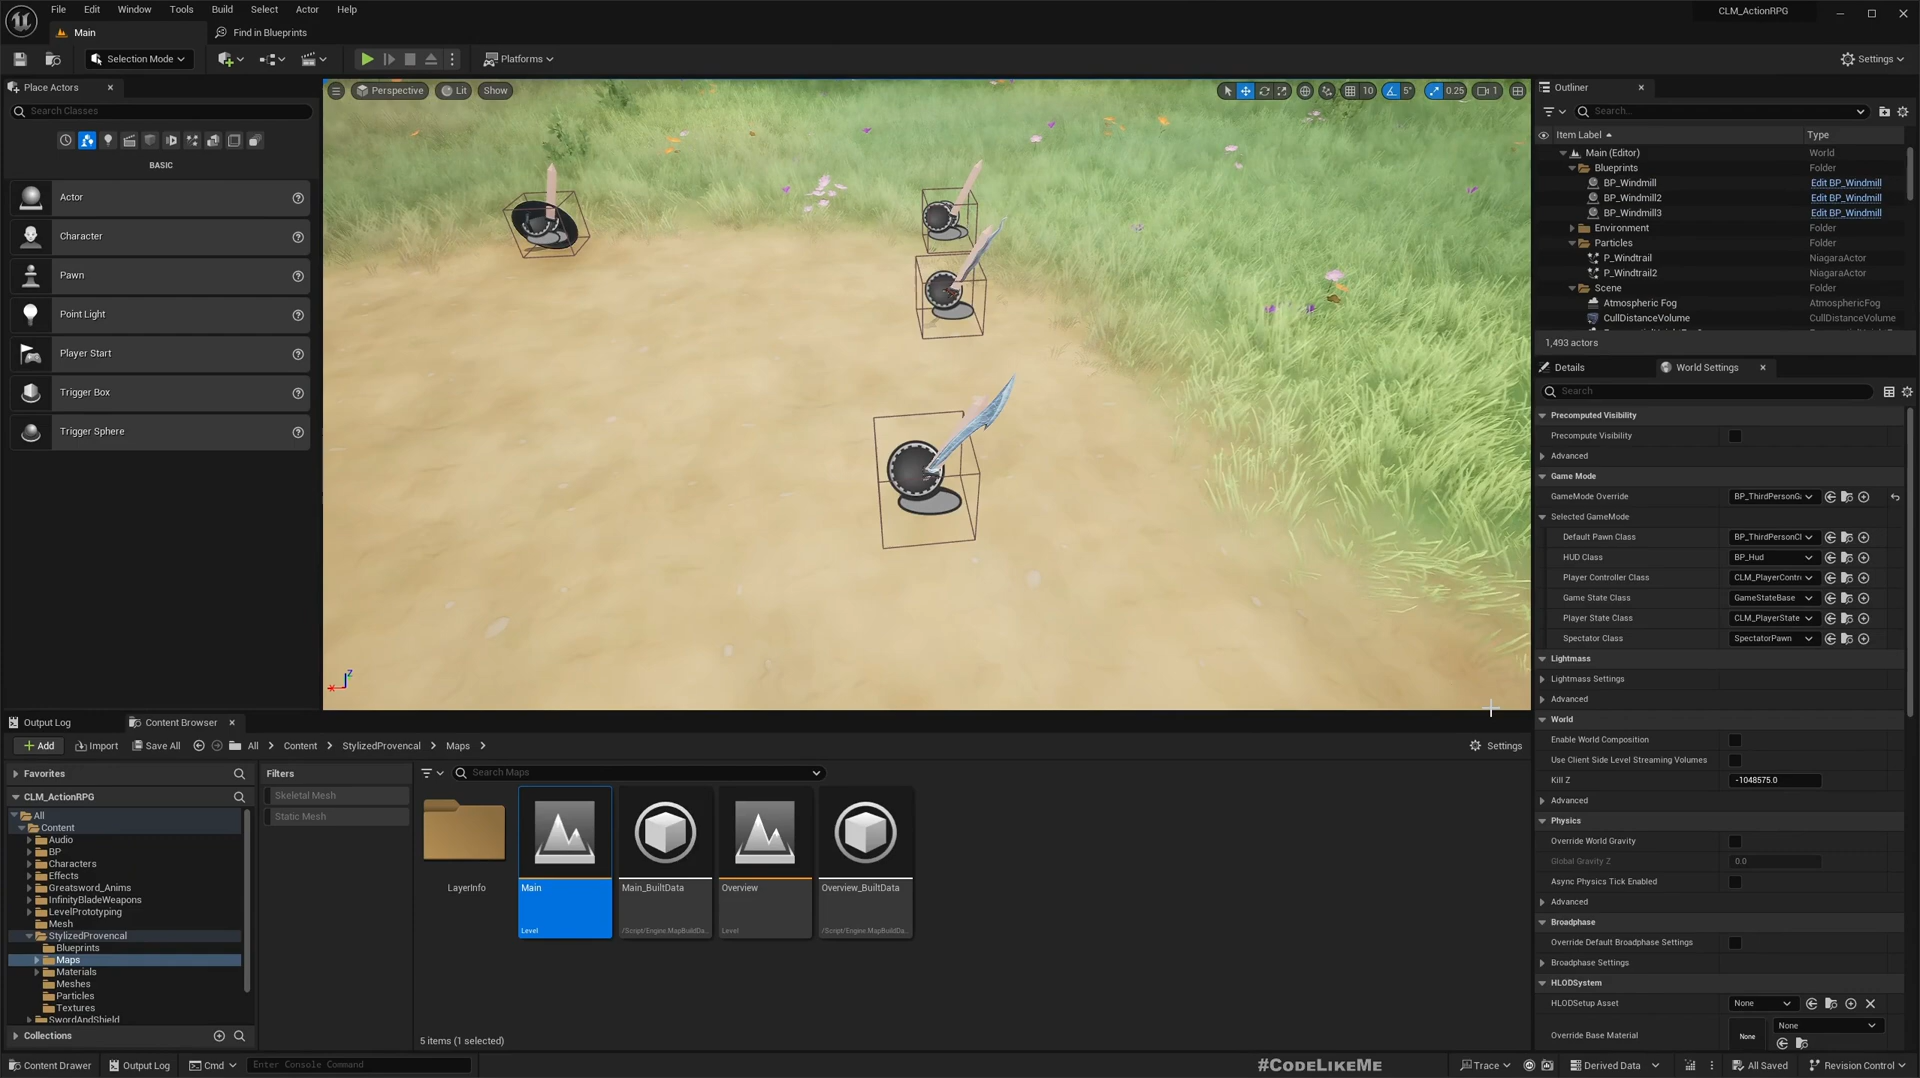 File Edit Window Tools Build Select Actor Help
CLM_ActionRPG
Main
Find in Blueprints
Selection Mode
Platforms
Settings
Place Actors
Search Classes
BASIC
Actor
Character
Pawn
Point Light
Player Start
Trigger Box
Trigger Sphere
Perspective
Lit
Show
10
5°
0.25
1
Z
X
Outliner
Search...
Item Label
Type
Main (Editor) World
Blueprints Folder
BP_Windmill Edit BP_Windmill
BP_Windmill2 Edit BP_Windmill
BP_Windmill3 Edit BP_Windmill
Environment Folder
Particles Folder
P_Windtrail NiagaraActor
P_Windtrail2 NiagaraActor
Scene Folder
Atmospheric Fog AtmosphericFog
CullDistanceVolume CullDistanceVolume
1,493 actors
Details
World Settings
Search
Precomputed Visibility
Precompute Visibility
Advanced
Game Mode
GameMode Override BP_ThirdPersonGa
Selected GameMode
Default Pawn Class BP_ThirdPersonCl
HUD Class BP_Hud
Player Controller Class CLM_PlayerContro
Game State Class GameStateBase
Player State Class CLM_PlayerState
Spectator Class SpectatorPawn
Lightmass
Lightmass Settings
Advanced
World
Enable World Composition
Use Client Side Level Streaming Volumes
Kill Z -1048575.0
Advanced
Physics
Override World Gravity
Global Gravity Z 0.0
Async Physics Tick Enabled
Advanced
Broadphase
Override Default Broadphase Settings
Broadphase Settings
HLODSystem
HLODSetup Asset None
Override Base Material None None
Output Log
Content Browser
Add
Import
Save All
All
Content
StylizedProvencal
Maps
Settings
Favorites
CLM_ActionRPG
All
Content
Audio
BP
Characters
Effects
Greatsword_Anims
InfinityBladeWeapons
LevelPrototyping
Mesh
StylizedProvencal
Blueprints
Maps
Materials
Meshes
Particles
Textures
SwordAndShield
Collections
Filters
Skeletal Mesh
Static Mesh
Search Maps
LayerInfo
Main
Level
Main_BuiltData
/Script/Engine.MapBuildDa...
Overview
Level
Overview_BuiltData
/Script/Engine.MapBuildDa...
5 items (1 selected)
Content Drawer
Output Log
Cmd
Enter Console Command
#CodeLikeMe
Trace
Derived Data
All Saved
Revision Control